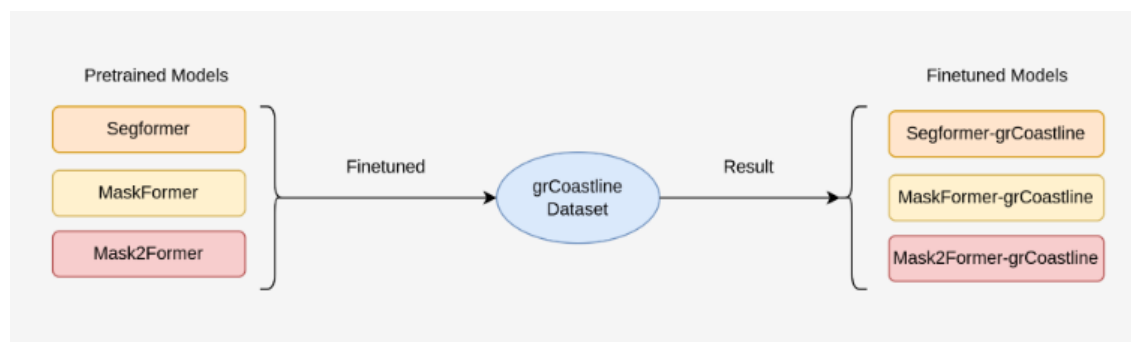 Pretrained Models
Segformer
MaskFormer
Mask2Former
Finetuned
grCoastline
Dataset
Result
Finetuned Models
Segformer-grCoastline
MaskFormer-grCoastline
Mask2Former-grCoastline